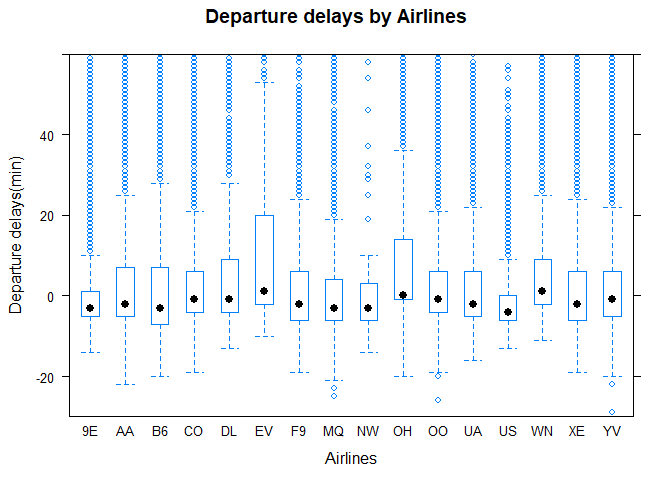 Departure delays by Airlines
Departure delays(min)
40
20
0
-20
9E AA B6 CO DL EV F9 MQ NW OH OO UA US WN XE YV
Airlines